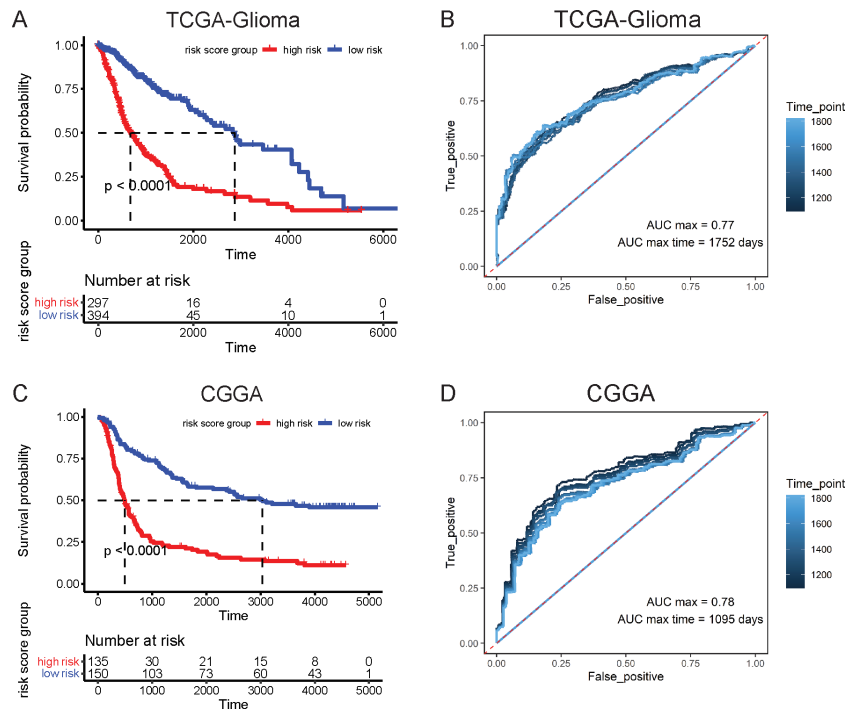 A
TCGA-Glioma
risk score group high risk low risk
Survival probability
1.00
0.75
0.50
0.25
0.00
p < 0.0001
0 2000 4000 6000
Time
risk score group
Number at risk
high risk 297 16 4 0
low risk 394 45 10 1
0 2000 4000 6000
Time
B
TCGA-Glioma
True_positive
1.00
0.75
0.50
0.25
0.00
AUC max = 0.77
AUC max time = 1752 days
0.00 0.25 0.50 0.75 1.00
False_positive
Time_point
1800
1600
1400
1200
C
CGGA
risk score group high risk low risk
Survival probability
1.00
0.75
0.50
0.25
0.00
p < 0.0001
0 1000 2000 3000 4000 5000
Time
risk score group
Number at risk
high risk 135 30 21 15 8 0
low risk 150 103 73 60 43 1
0 1000 2000 3000 4000 5000
Time
D
CGGA
True_positive
1.00
0.75
0.50
0.25
0.00
AUC max = 0.78
AUC max time = 1095 days
0.00 0.25 0.50 0.75 1.00
False_positive
Time_point
1800
1600
1400
1200